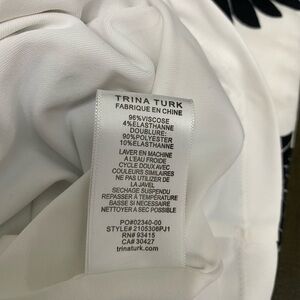 TRINA TURK
FABRIQUE EN CHINE
96%VISCOSE
4%ELASTHANNE
DOUBLURE:
90%POLYESTER
10%ELASTHANNE
LAVER EN MACHINE
A L'EAU FROIDE
CYCLE DOUX AVEC
COULEURS SIMILAIRES
NE PAS UTILIZER DE
LA JAVEL
SECHAGE SUSPENDU
REPASSER À TEMPÉRATURE
BASSE SI NECESSAIRE
NETTOYER A SEC POSSIBLE
PO#02340-00
STYLE# 2105306PJ1
RN# 93415
CA# 30427
trinaturk.com